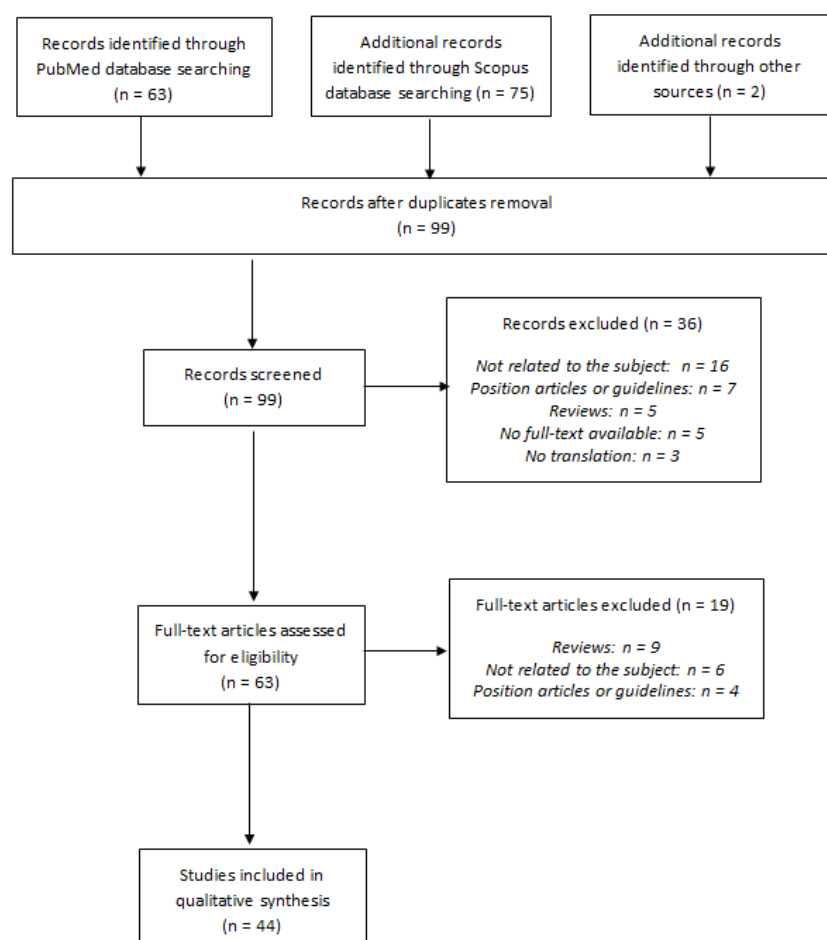 Records identified through
PubMed database searching
(n = 63)
Additional records
identified through Scopus
database searching (n = 75)
Additional records
identified through other
sources (n = 2)
Records after duplicates removal
(n = 99)
Records screened
(n = 99)
Records excluded (n = 36)
Not related to the subject: n = 16
Position articles or guidelines: n = 7
Reviews: n = 5
No full-text available: n = 5
No translation: n = 3
Full-text articles assessed
for eligibility
(n = 63)
Full-text articles excluded (n = 19)
Reviews: n = 9
Not related to the subject: n = 6
Position articles or guidelines: n = 4
Studies included in
qualitative synthesis
(n = 44)